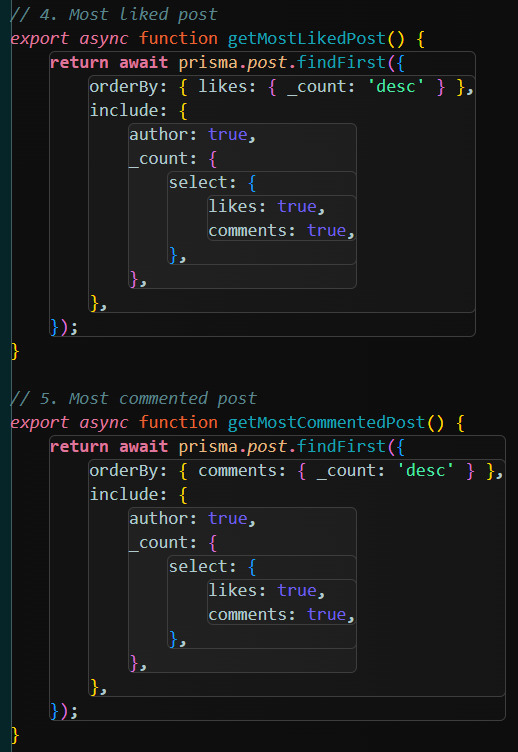 // 4. Most liked post
export async function getMostLikedPost() {
    return await prisma.post.findFirst({
        orderBy: { likes: { _count: 'desc' } },
        include: {
            author: true,
            _count: {
                select: {
                    likes: true,
                    comments: true,
                },
            },
        },
    });
}

// 5. Most commented post
export async function getMostCommentedPost() {
    return await prisma.post.findFirst({
        orderBy: { comments: { _count: 'desc' } },
        include: {
            author: true,
            _count: {
                select: {
                    likes: true,
                    comments: true,
                },
            },
        },
    });
}